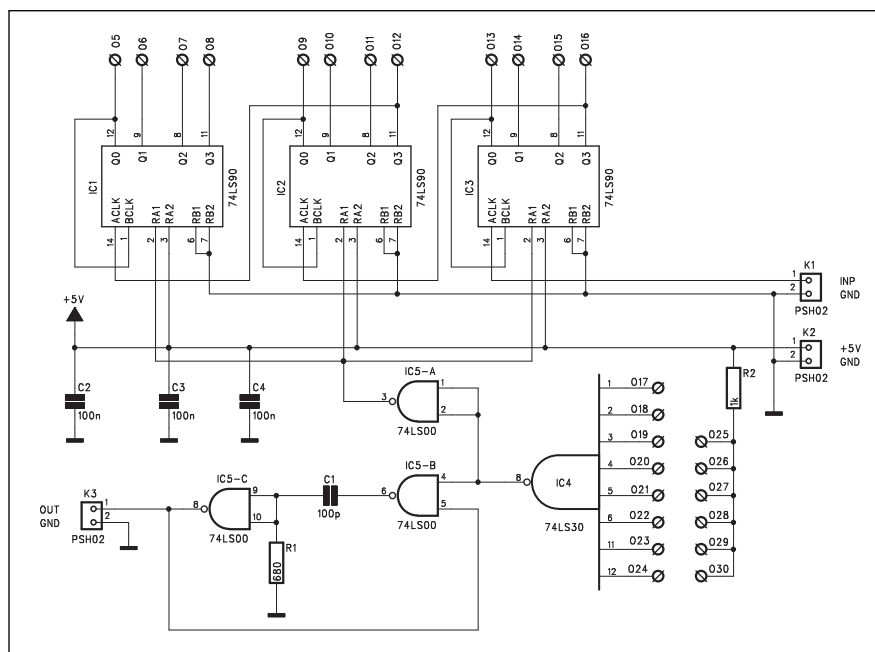 O5 O6 O7 O8 O9 O10 O11 O12 O13 O14 O15 O16
12 9 8 11 12 9 8 11 12 9 8 11
Q0 Q1 Q2 Q3 Q0 Q1 Q2 Q3 Q0 Q1 Q2 Q3
IC1 74LS90 IC2 74LS90 IC3 74LS90
ACLK BCLK RA1 RA2 RB1 RB2 ACLK BCLK RA1 RA2 RB1 RB2 ACLK BCLK RA1 RA2 RB1 RB2
14 1 2 3 6 7 14 1 2 3 6 7 14 1 2 3 6 7
K1
1 INP
2 GND
PSH02
+5V
K2
1 +5V
2 GND
PSH02
C2 100n
C3 100n
C4 100n
IC5-A
3 1
2
74LS00
R2
1k
1 O17
2 O18
3 O19 O25
4 O20 O26
5 O21 O27
6 O22 O28
11 O23 O29
12 O24 O30
8 IC4
74LS30
IC5-B
6 4
5
74LS00
C1
100p
IC5-C
8 9
10
74LS00
R1
680
K3
OUT 1
GND 2
PSH02